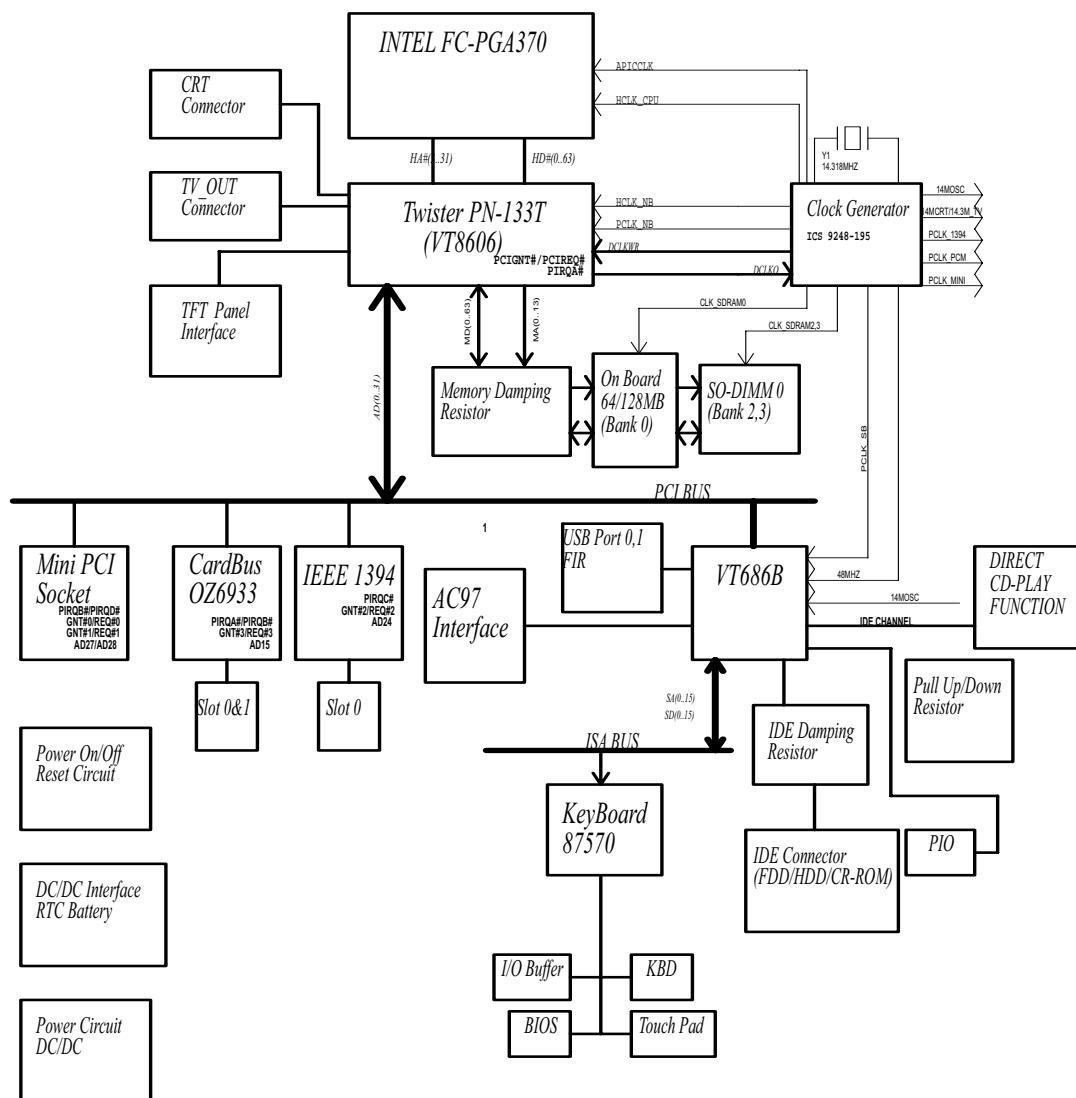 INTEL FC-PGA370
CRT
Connector
APICCLK
HCLK_CPU
HA#(3..31)
HD#(0..63)
Y1
14.318MHZ
TV_OUT
Connector
Twister PN-133T
(VT8606)
PCIGNT#/PCIREQ#
PIRQA#
HCLK_NB
PCLK_NB
DCLKWR
DCLKO
Clock Generator
ICS 9248-195
14MOSC
14MCRT/14.3M_TV
PCLK_1394
PCLK_PCM
PCLK_MINI
TFT Panel
Interface
MD(0..63)
MA(0..13)
CLK_SDRAM0
CLK_SDRAM2,3
AD(0..31)
Memory Damping
Resistor
On Board
64/128MB
(Bank 0)
SO-DIMM 0
(Bank 2,3)
PCLK_SB
PCI BUS
1
Mini PCI
Socket
PIRQB#/PIRQD#
GNT#0/REQ#0
GNT#1/REQ#1
AD27/AD28
CardBus
OZ6933
PIRQA#/PIRQB#
GNT#3/REQ#3
AD15
IEEE 1394
PIRQC#
GNT#2/REQ#2
AD24
AC97
Interface
USB Port 0,1
FIR
VT686B
48MHZ
14MOSC
IDE CHANNEL
DIRECT
CD-PLAY
FUNCTION
Slot 0&1
Slot 0
SA(0..15)
SD(0..15)
Pull Up/Down
Resistor
Power On/Off
Reset Circuit
ISA BUS
IDE Damping
Resistor
KeyBoard
87570
IDE Connector
(FDD/HDD/CR-ROM)
PIO
DC/DC Interface
RTC Battery
I/O Buffer
KBD
BIOS
Touch Pad
Power Circuit
DC/DC